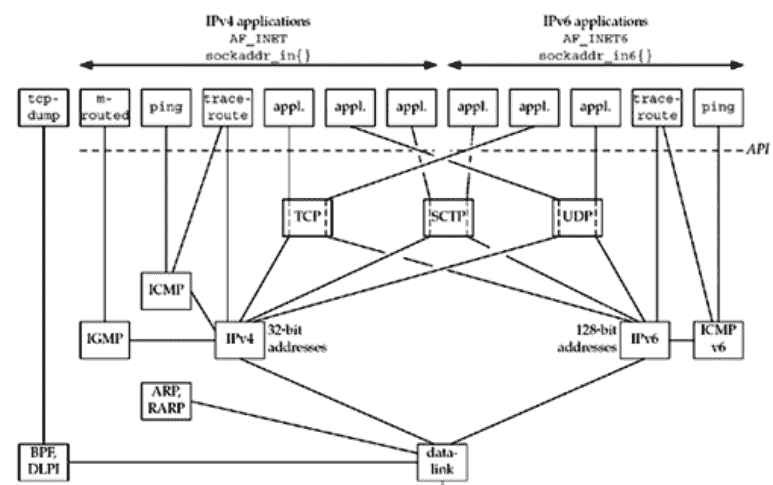 IPv4 applications
AF_INET
sockaddr_in{}
IPv6 applications
AF_INET6
sockaddr_in6{}
tcp-
dump
m-
routed
ping
trace-
route
appl.
appl.
appl.
appl.
appl.
appl.
trace-
route
ping
API
TCP
SCTP
UDP
ICMP
IGMP
IPv4
32-bit
addresses
128-bit
addresses
IPv6
ICMP
v6
ARP,
RARP
BPF,
DLPI
data-
link